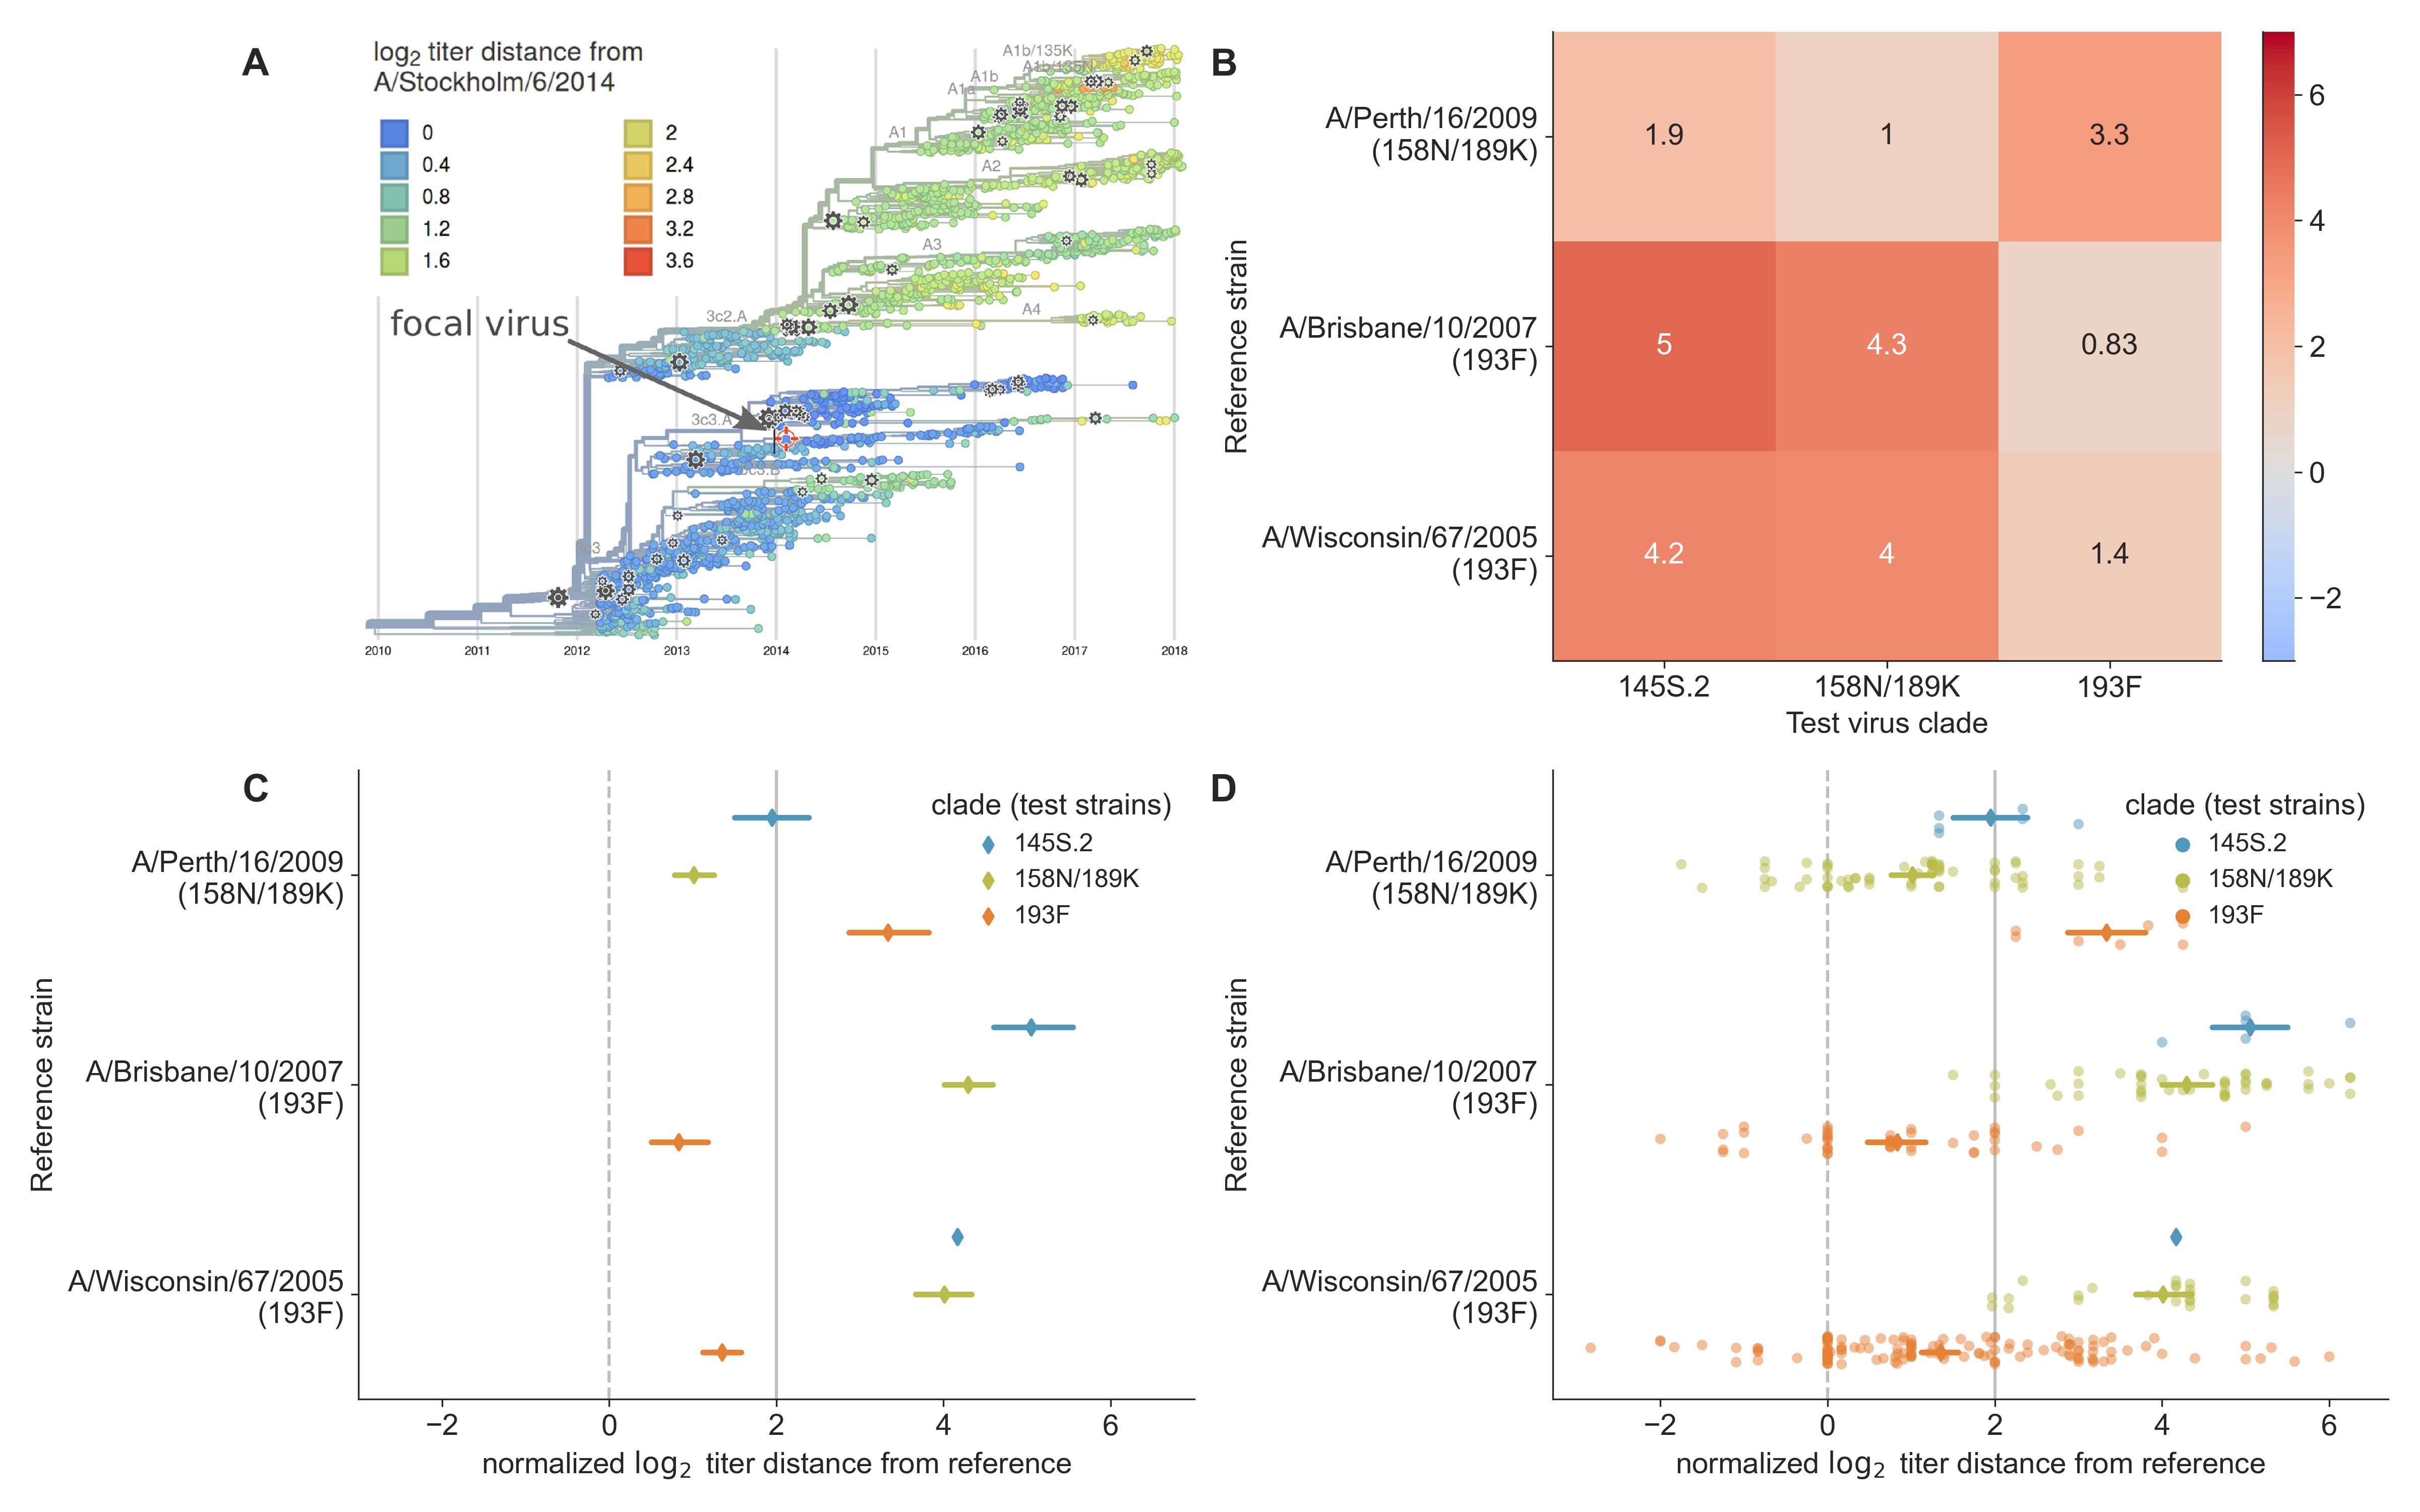 A
log2 titer distance from
A/Stockholm/6/2014
0
0.4
0.8
1.2
1.6
2
2.4
2.8
3.2
3.6
focal virus
A1b/135K
A1b/135N
A1b
A1a
A1
A2
A3
A4
3c2.A
3c3.A
3c3.B
3c3
2010 2011 2012 2013 2014 2015 2016 2017 2018
B
Reference strain
A/Perth/16/2009
(158N/189K)
A/Brisbane/10/2007
(193F)
A/Wisconsin/67/2005
(193F)
1.9 1 3.3
5 4.3 0.83
4.2 4 1.4
145S.2 158N/189K 193F
Test virus clade
6
4
2
0
−2
C
Reference strain
A/Perth/16/2009
(158N/189K)
A/Brisbane/10/2007
(193F)
A/Wisconsin/67/2005
(193F)
clade (test strains)
145S.2
158N/189K
193F
−2 0 2 4 6
normalized log2 titer distance from reference
D
Reference strain
A/Perth/16/2009
(158N/189K)
A/Brisbane/10/2007
(193F)
A/Wisconsin/67/2005
(193F)
clade (test strains)
145S.2
158N/189K
193F
−2 0 2 4 6
normalized log2 titer distance from reference